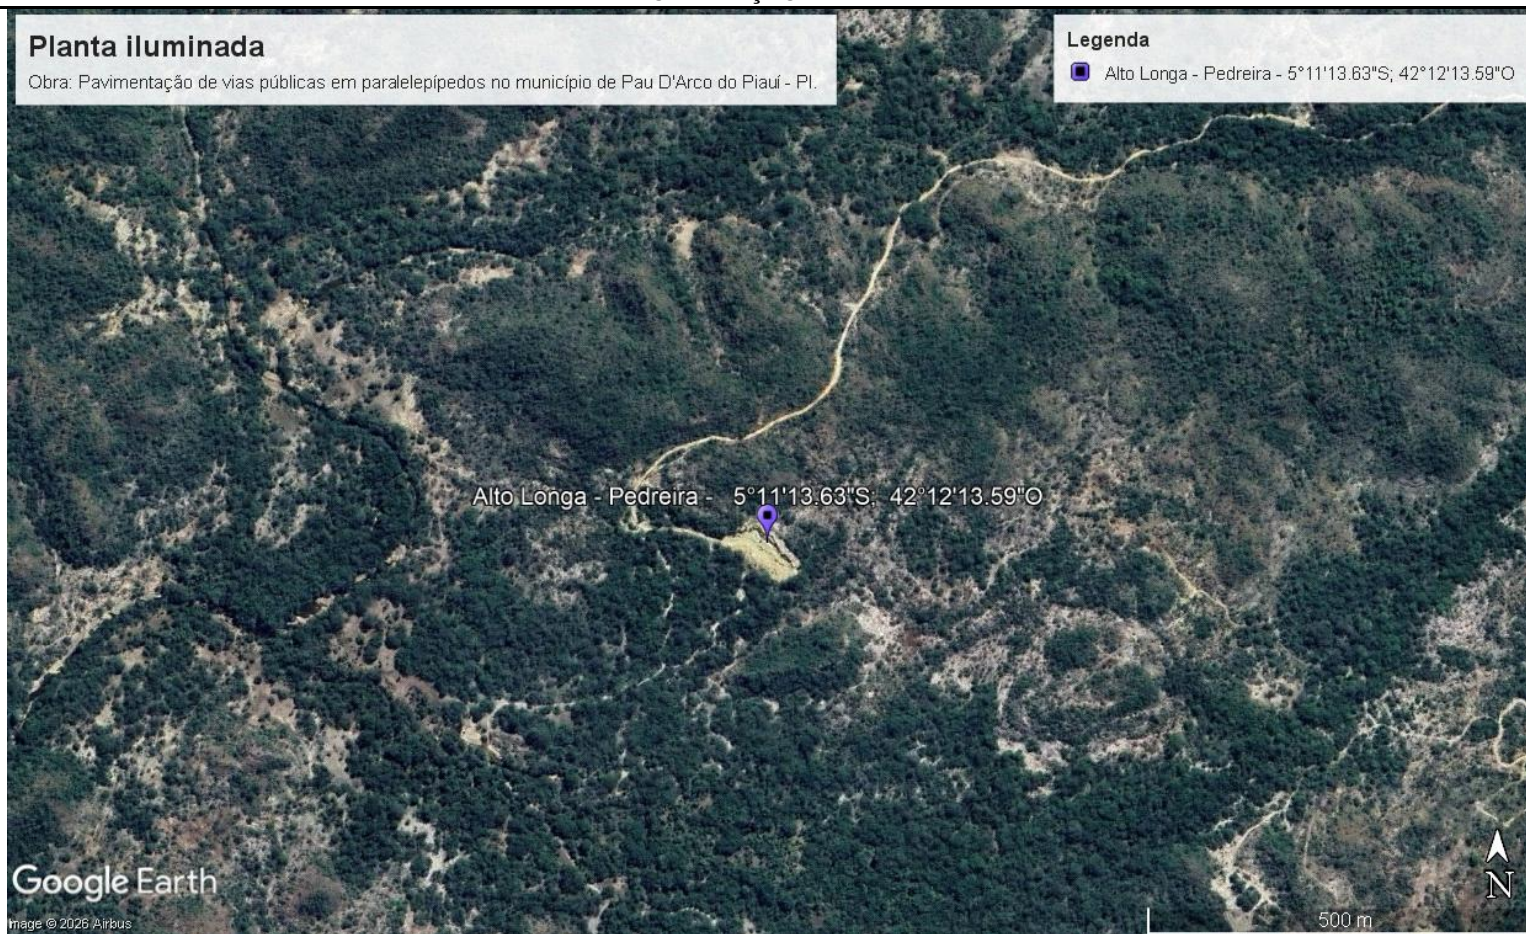 Planta iluminada
Obra: Pavimentação de vias públicas em paralelepípedos no município de Pau D'Arco do Piauí - PI.
Legenda
Alto Longa - Pedreira - 5°11'13.63"S; 42°12'13.59"O
Alto Longa - Pedreira - 5°11'13.63"S; 42°12'13.59"O
Google Earth
N
Image © 2026 Airbus
500 m